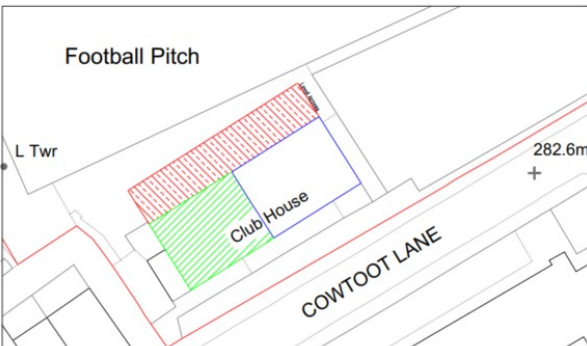 Football Pitch
L Twr
282.6m
Club House
COWTOOT LANE